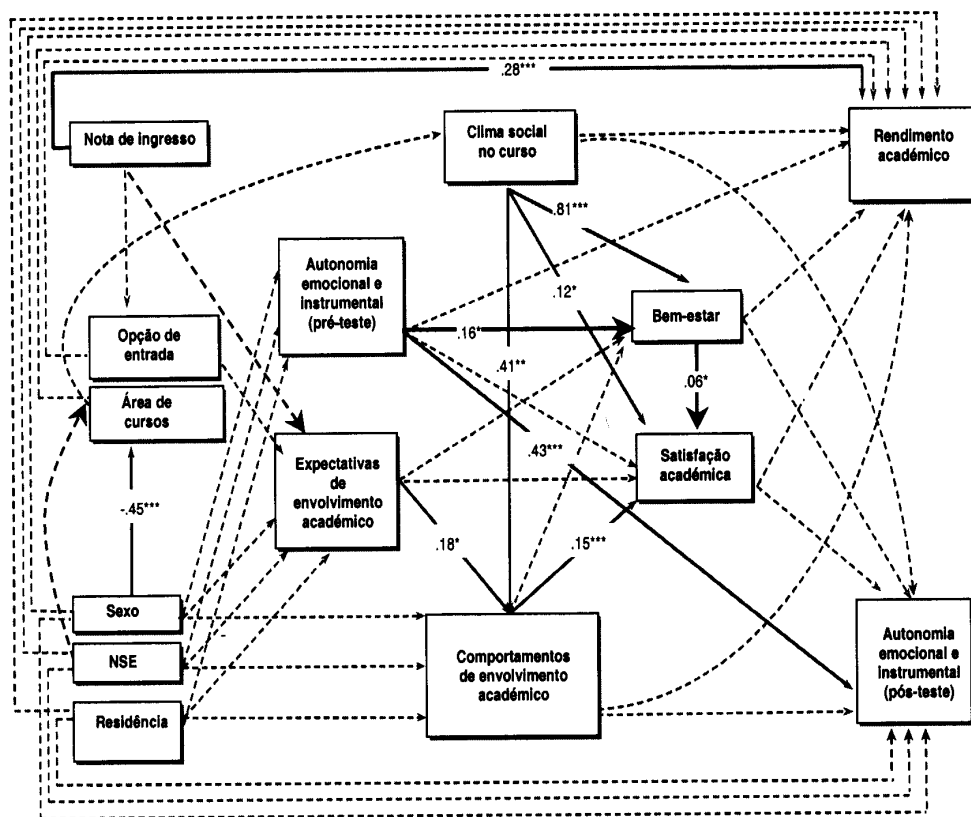 .28***
Nota de ingresso
Clima social
no curso
Rendimento
académico
.81***
Autonomia
emocional e
instrumental
(pré-teste)
.12*
Bem-estar
Opção de
entrada
.16*
.41**
.06*
Área de
cursos
Expectativas
de
envolvimento
académico
.43***
Satisfação
académica
-.45***
.18*
.15***
Sexo
NSE
Residência
Comportamentos
de envolvimento
académico
Autonomia
emocional e
instrumental
(pós-teste)